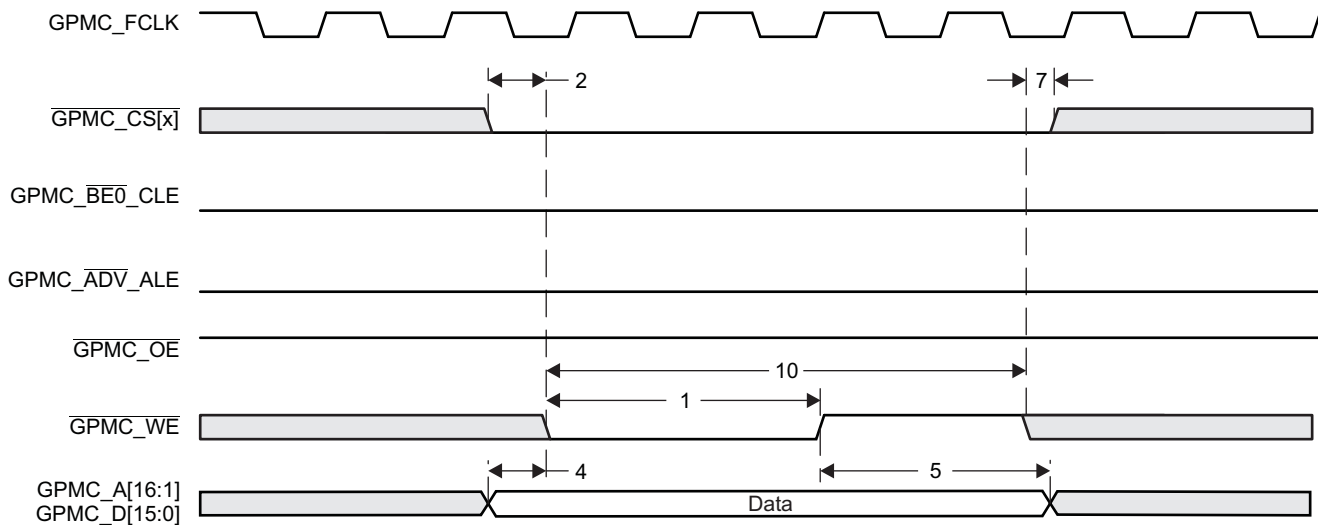 GPMC_FCLK
2
7
GPMC_CS[x]
GPMC_BE0_CLE
GPMC_ADV_ALE
GPMC_OE
10
1
GPMC_WE
4
5
GPMC_A[16:1]
GPMC_D[15:0]
Data